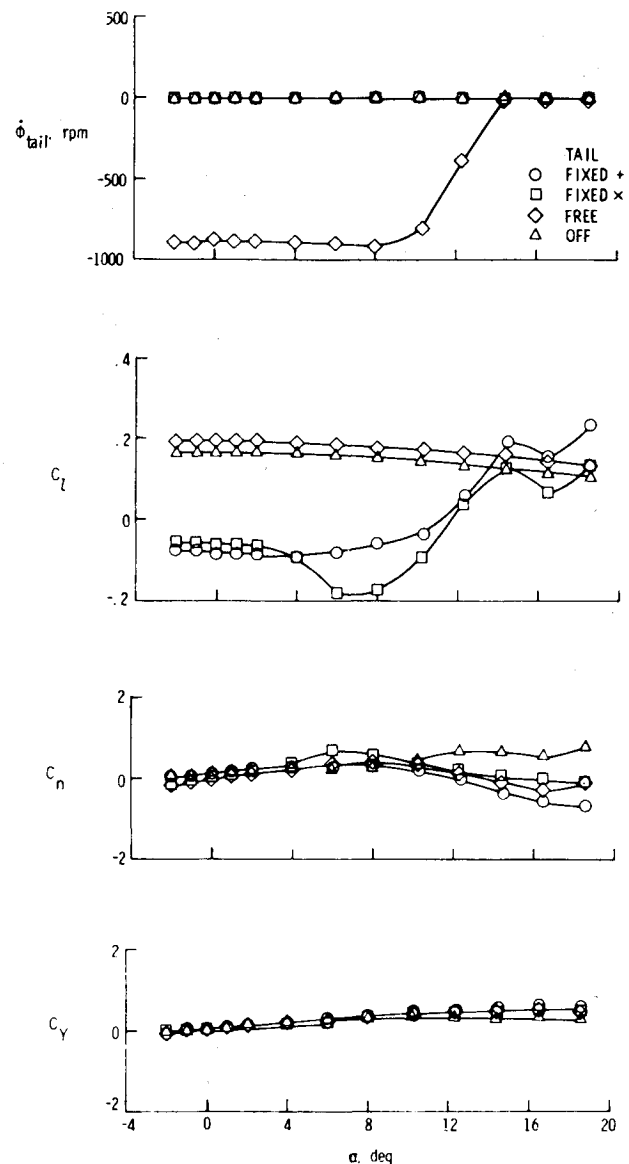 500
0
-500
-1000
ϕ̇tail, rpm
TAIL
○ FIXED +
□ FIXED ×
◇ FREE
△ OFF
.4
.2
0
-.2
Cl
2
0
-2
Cn
2
0
-2
CY
-4 0 4 8 12 16 20
α, deg